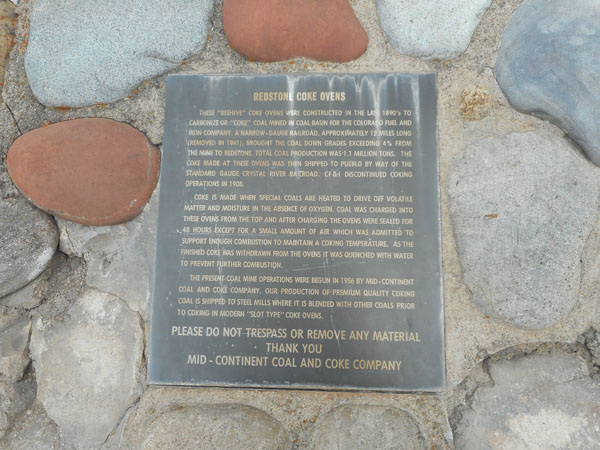 REDSTONE COKE OVENS
THESE "BEEHIVE" COKE OVENS WERE CONSTRUCTED IN THE LATE 1890's TO
CARBONIZE OR "COKE" COAL MINED IN COAL BASIN FOR THE COLORADO FUEL AND
IRON COMPANY. A NARROW-GAUGE RAILROAD, APPROXIMATELY 12 MILES LONG
(REMOVED IN 1941), BROUGHT THE COAL DOWN GRADES EXCEEDING 4% FROM
THE MINE TO REDSTONE. TOTAL COAL PRODUCTION WAS 1.1 MILLION TONS. THE
COKE MADE AT THESE OVENS WAS THEN SHIPPED TO PUEBLO BY WAY OF THE
STANDARD GAUGE CRYSTAL RIVER RAILROAD. CF&I DISCONTINUED COKING
OPERATIONS IN 1908.
COKE IS MADE WHEN SPECIAL COALS ARE HEATED TO DRIVE OFF VOLATILE
MATTER AND MOISTURE IN THE ABSENCE OF OXYGEN. COAL WAS CHARGED INTO
THESE OVENS FROM THE TOP AND AFTER CHARGING THE OVENS WERE SEALED FOR
48 HOURS EXCEPT FOR A SMALL AMOUNT OF AIR WHICH WAS ADMITTED TO
SUPPORT ENOUGH COMBUSTION TO MAINTAIN A COKING TEMPERATURE. AS THE
FINISHED COKE WAS WITHDRAWN FROM THE OVENS IT WAS QUENCHED WITH WATER
TO PREVENT FURTHER COMBUSTION.
THE PRESENT COAL MINE OPERATIONS WERE BEGUN IN 1956 BY MID-CONTINENT
COAL AND COKE COMPANY. OUR PRODUCTION OF PREMIUM QUALITY COKING
COAL IS SHIPPED TO STEEL MILLS WHERE IT IS BLENDED WITH OTHER COALS PRIOR
TO COKING IN MODERN "SLOT TYPE" COKE OVENS.
PLEASE DO NOT TRESPASS OR REMOVE ANY MATERIAL
THANK YOU
MID - CONTINENT COAL AND COKE COMPANY